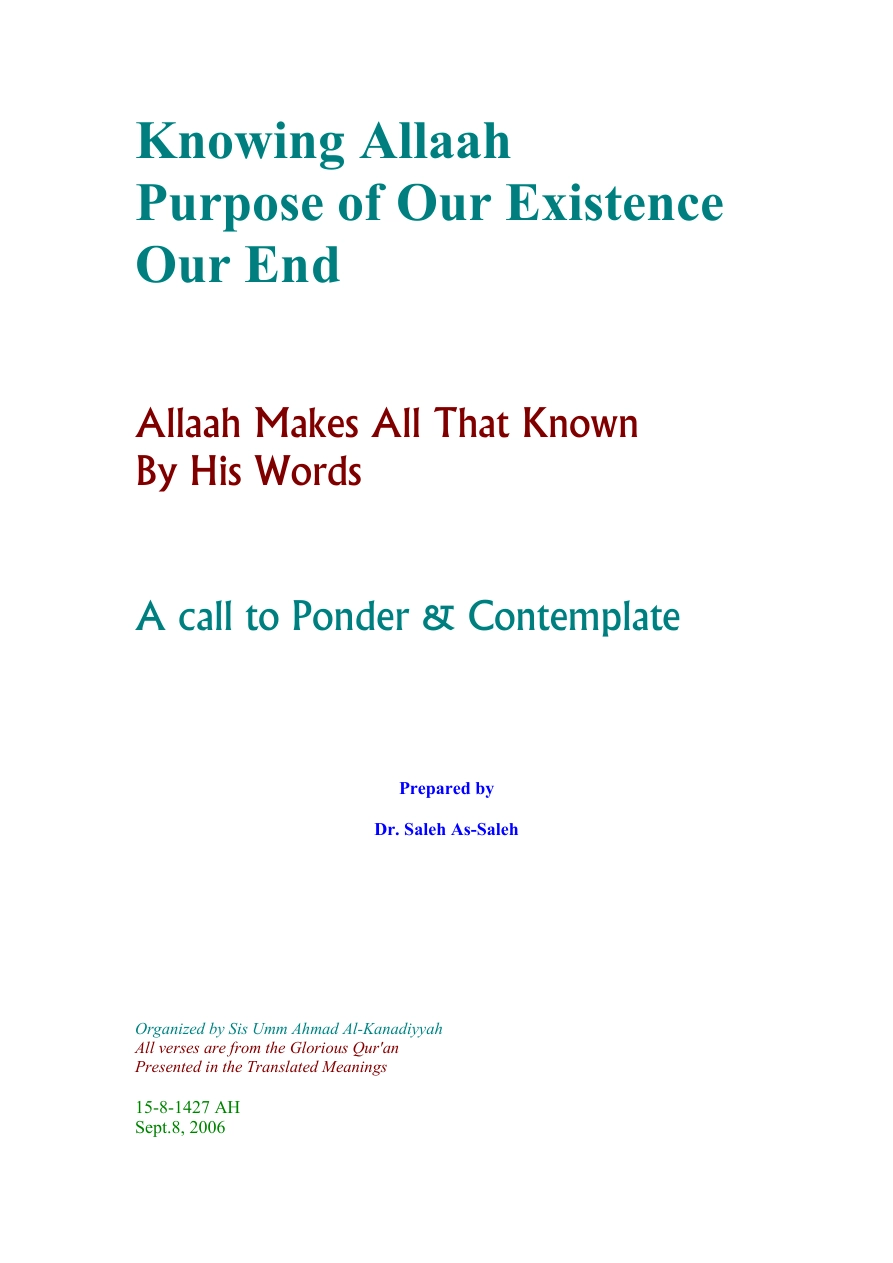 Knowing Allaah
Purpose of Our Existence
Our End
Allaah Makes All That Known
By His Words
A call to Ponder & Contemplate
Prepared by
Dr. Saleh As-Saleh
Organized by Sis Umm Ahmad Al-Kanadiyyah
All verses are from the Glorious Qur'an
Presented in the Translated Meanings
15-8-1427 AH
Sept.8, 2006